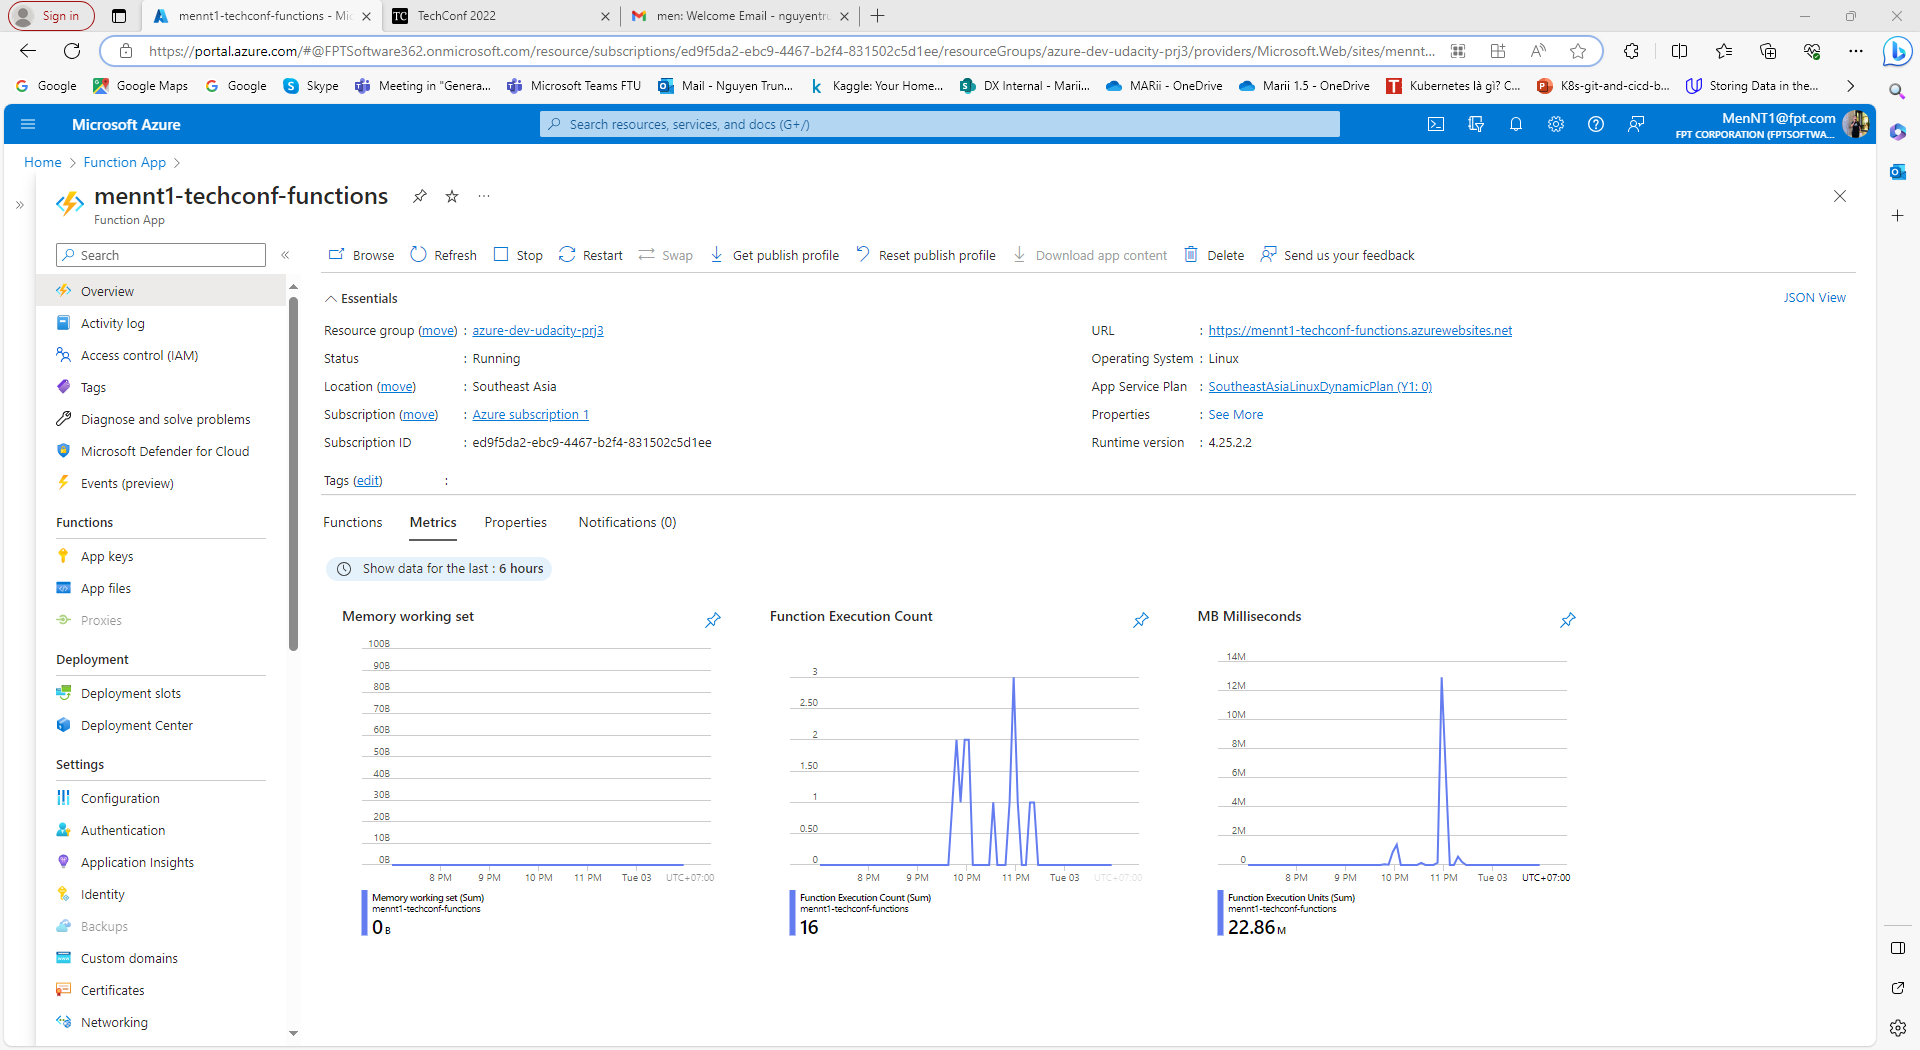 Sign in
mennt1-techconf-functions - Mic
TechConf 2022
men: Welcome Email - nguyentru
https://portal.azure.com/#@FPTSoftware362.onmicrosoft.com/resource/subscriptions/ed9f5da2-ebc9-4467-b2f4-831502c5d1ee/resourceGroups/azure-dev-udacity-prj3/providers/Microsoft.Web/sites/mennt...
Google
Google Maps
Google
Skype
Meeting in "Genera...
Microsoft Teams FTU
Mail - Nguyen Trun...
Kaggle: Your Home...
DX Internal - Marii...
MARii - OneDrive
Marii 1.5 - OneDrive
Kubernetes là gì? C...
K8s-git-and-cicd-b...
Storing Data in the...
Microsoft Azure
Search resources, services, and docs (G+/)
MenNT1@fpt.com
FPT CORPORATION (FPTSOFTWA...
Home > Function App >
mennt1-techconf-functions
Function App
Search
Overview
Activity log
Access control (IAM)
Tags
Diagnose and solve problems
Microsoft Defender for Cloud
Events (preview)
Functions
App keys
App files
Proxies
Deployment
Deployment slots
Deployment Center
Settings
Configuration
Authentication
Application Insights
Identity
Backups
Custom domains
Certificates
Networking
Browse
Refresh
Stop
Restart
Swap
Get publish profile
Reset publish profile
Download app content
Delete
Send us your feedback
Essentials
JSON View
Resource group (move) : azure-dev-udacity-prj3
Status : Running
Location (move) : Southeast Asia
Subscription (move) : Azure subscription 1
Subscription ID : ed9f5da2-ebc9-4467-b2f4-831502c5d1ee
Tags (edit) :
URL : https://mennt1-techconf-functions.azurewebsites.net
Operating System : Linux
App Service Plan : SoutheastAsiaLinuxDynamicPlan (Y1: 0)
Properties : See More
Runtime version : 4.25.2.2
Functions
Metrics
Properties
Notifications (0)
Show data for the last : 6 hours
Memory working set
100B
90B
80B
70B
60B
50B
40B
30B
20B
10B
0B
8 PM 9 PM 10 PM 11 PM Tue 03 UTC+07:00
Memory working set (Sum)
mennt1-techconf-functions
0 B
Function Execution Count
3
2.50
2
1.50
1
0.50
0
8 PM 9 PM 10 PM 11 PM Tue 03 UTC+07:00
Function Execution Count (Sum)
mennt1-techconf-functions
16
MB Milliseconds
14M
12M
10M
8M
6M
4M
2M
0
8 PM 9 PM 10 PM 11 PM Tue 03 UTC+07:00
Function Execution Units (Sum)
mennt1-techconf-functions
22.86 M